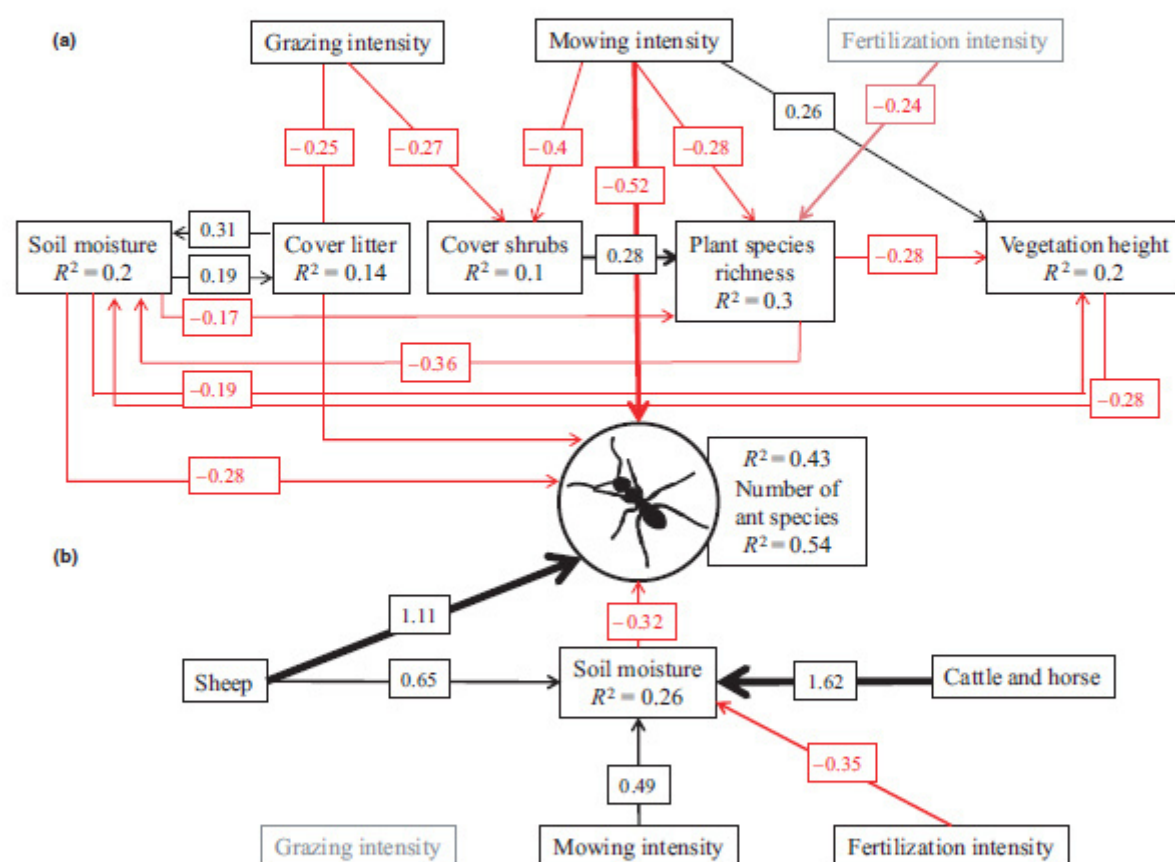 (a)
Grazing intensity
Mowing intensity
Fertilization intensity
0.26
−0.24
−0.25
−0.27
−0.4
−0.28
−0.52
Soil moisture
R² = 0.2
0.31
0.19
Cover litter
R² = 0.14
Cover shrubs
R² = 0.1
0.28
Plant species
richness
R² = 0.3
−0.28
Vegetation height
R² = 0.2
−0.17
−0.36
−0.19
−0.28
−0.28
R² = 0.43
Number of
ant species
R² = 0.54
(b)
1.11
−0.32
Sheep
0.65
Soil moisture
R² = 0.26
1.62
Cattle and horse
−0.35
0.49
Grazing intensity
Mowing intensity
Fertilization intensity